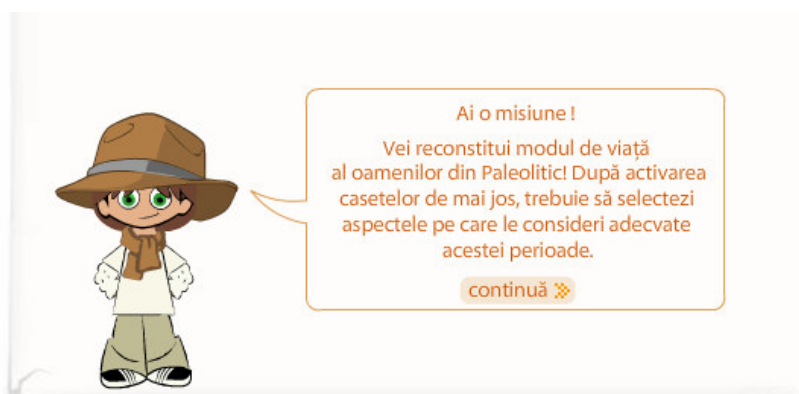 Ai o misiune !
Vei reconstitui modul de viață
al oamenilor din Paleolitic! După activarea
casetelor de mai jos, trebuie să selectezi
aspectele pe care le consideri adecvate
acestei perioade.
continuă